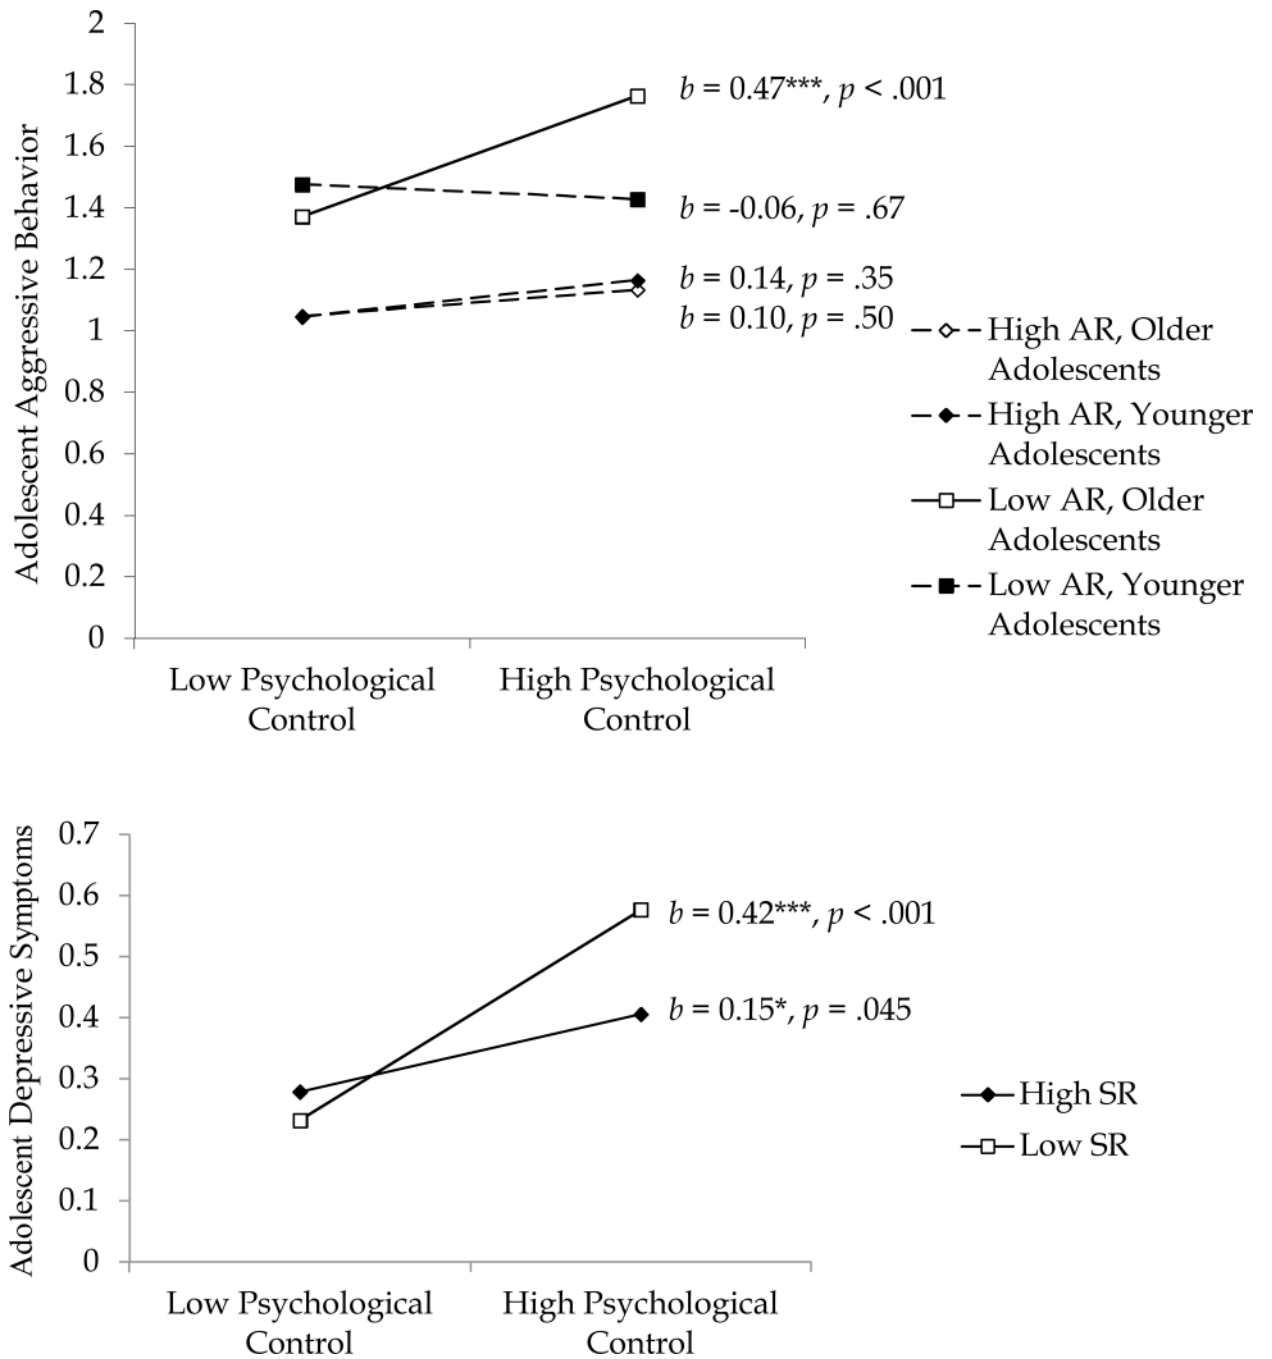 Adolescent Aggressive Behavior
2
1.8
1.6
1.4
1.2
1
0.8
0.6
0.4
0.2
0
b = 0.47***, p < .001
b = -0.06, p = .67
b = 0.14, p = .35
b = 0.10, p = .50
High AR, Older
Adolescents
High AR, Younger
Adolescents
Low AR, Older
Adolescents
Low AR, Younger
Adolescents
Low Psychological
Control
High Psychological
Control
Adolescent Depressive Symptoms
0.7
0.6
0.5
0.4
0.3
0.2
0.1
0
b = 0.42***, p < .001
b = 0.15*, p = .045
High SR
Low SR
Low Psychological
Control
High Psychological
Control